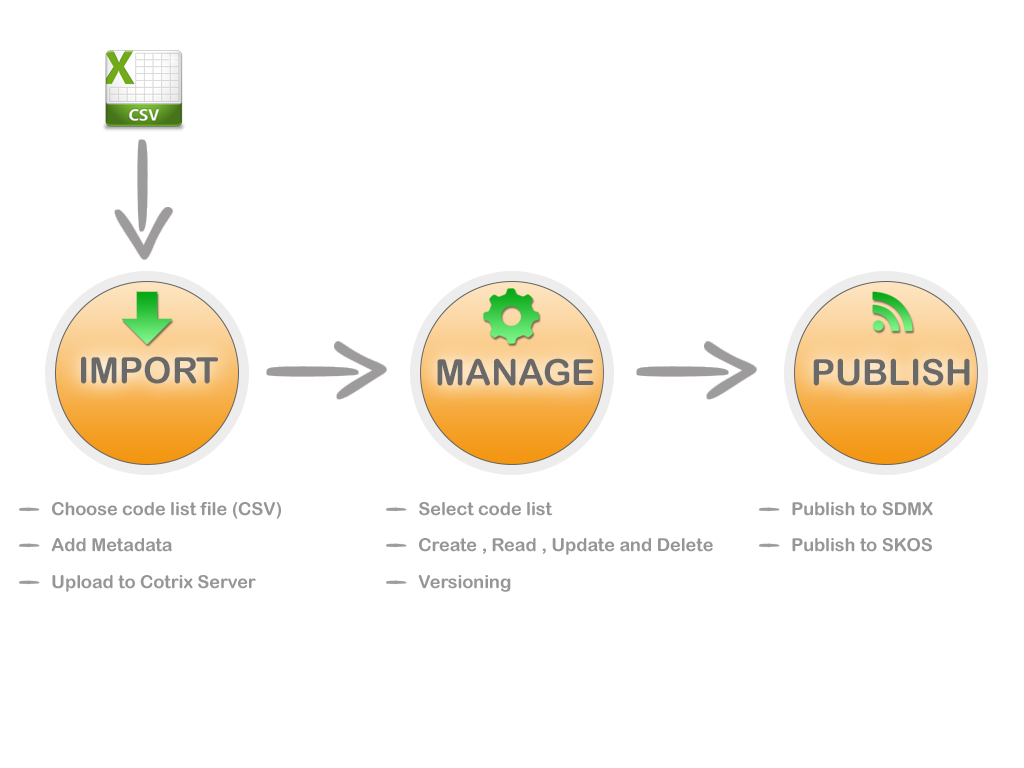 X
CSV
IMPORT
MANAGE
PUBLISH
Choose code list file (CSV)
Add Metadata
Upload to Cotrix Server
Select code list
Create , Read , Update and Delete
Versioning
Publish to SDMX
Publish to SKOS